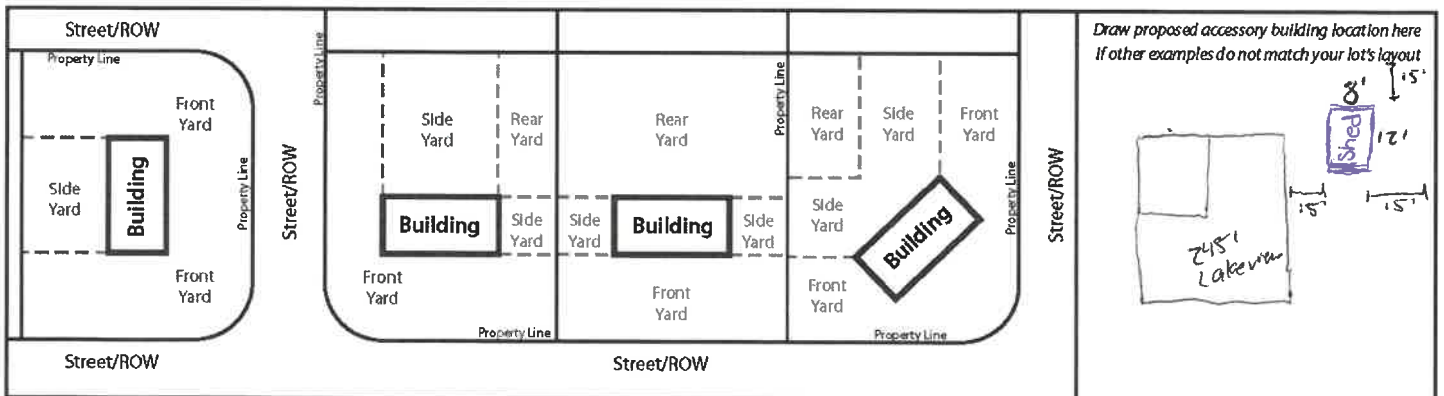 Street/ROW
Property Line
Front
Yard
Side
Yard
Building
Property Line
Front
Yard
Street/ROW
Street/ROW
Property Line
Side
Yard
Rear
Yard
Building
Side
Yard
Front
Yard
Property Line
Rear
Yard
Side
Yard
Building
Side
Yard
Front
Yard
Street/ROW
Property Line
Rear
Yard
Side
Yard
Front
Yard
Side
Yard
Building
Front
Yard
Property Line
Property Line
Street/ROW
Draw proposed accessory building location here
If other examples do not match your lot's layout
15'
8'
Shed
12'
15'
15'
Lakeview